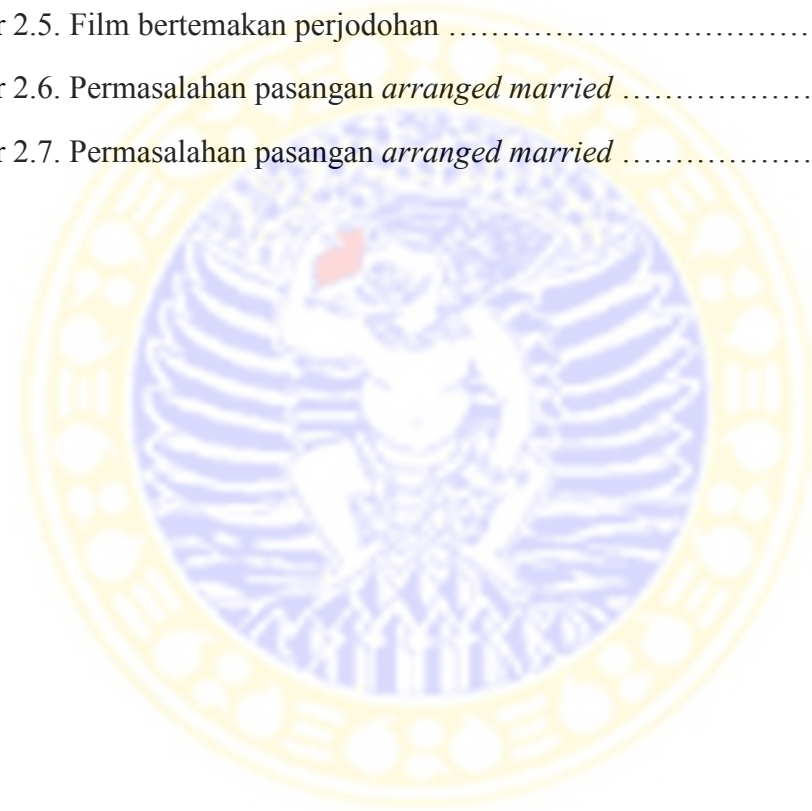 r 2.5. Film bertemakan perjodohan ……………………………
r 2.6. Permasalahan pasangan arranged married ………………
r 2.7. Permasalahan pasangan arranged married ………………